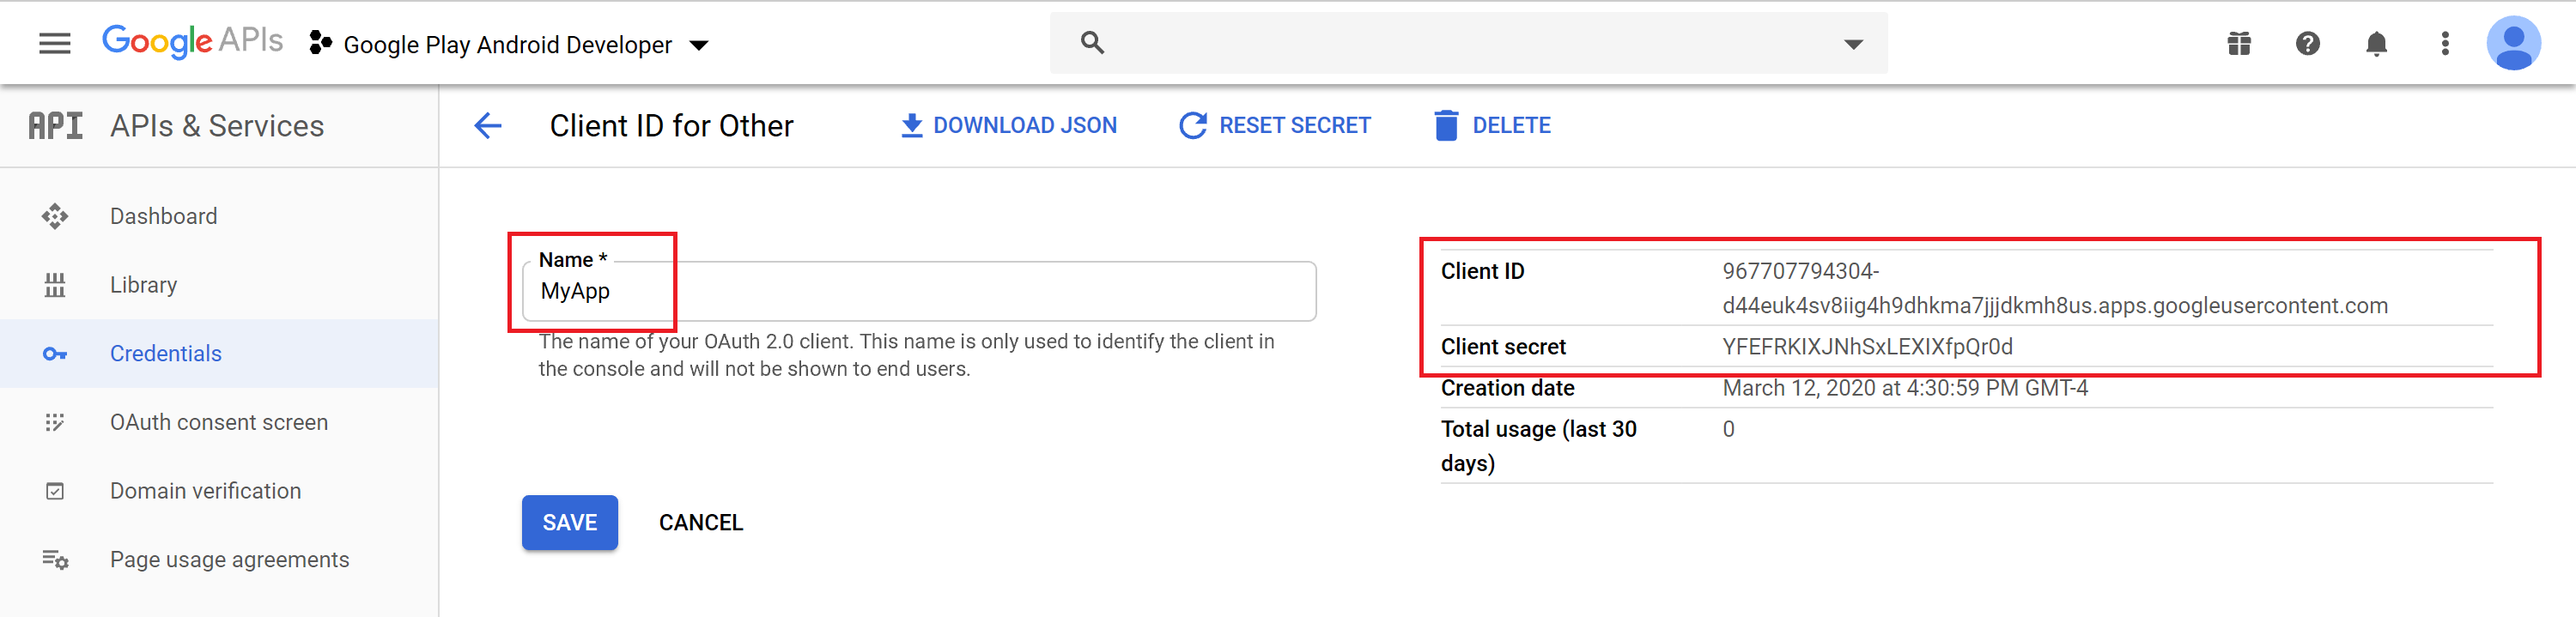 Google APIs
Google Play Android Developer
API
APIs & Services
Client ID for Other
DOWNLOAD JSON
RESET SECRET
DELETE
Dashboard
Library
Credentials
OAuth consent screen
Domain verification
Page usage agreements
Name *
MyApp
The name of your OAuth 2.0 client. This name is only used to identify the client in
the console and will not be shown to end users.
SAVE
CANCEL
Client ID
967707794304-
d44euk4sv8iig4h9dhkma7jjjdkmh8us.apps.googleusercontent.com
Client secret
YFEFRKIXJNhSxLEXIXfpQr0d
Creation date
March 12, 2020 at 4:30:59 PM GMT-4
Total usage (last 30
days)
0